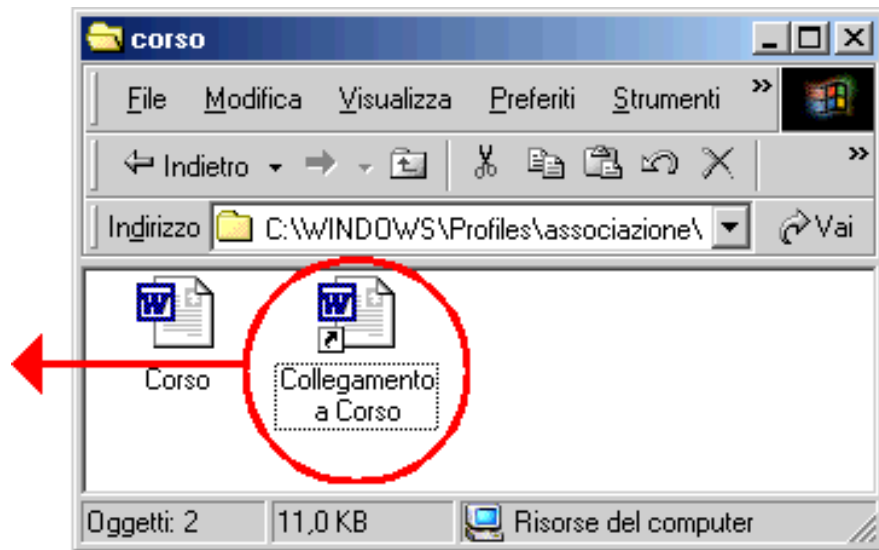 corso
File Modifica Visualizza Preferiti Strumenti »
Indietro »
Indirizzo C:\WINDOWS\Profiles\associazione\ Vai
W W
Corso Collegamento
a Corso
Oggetti: 2 11,0 KB Risorse del computer